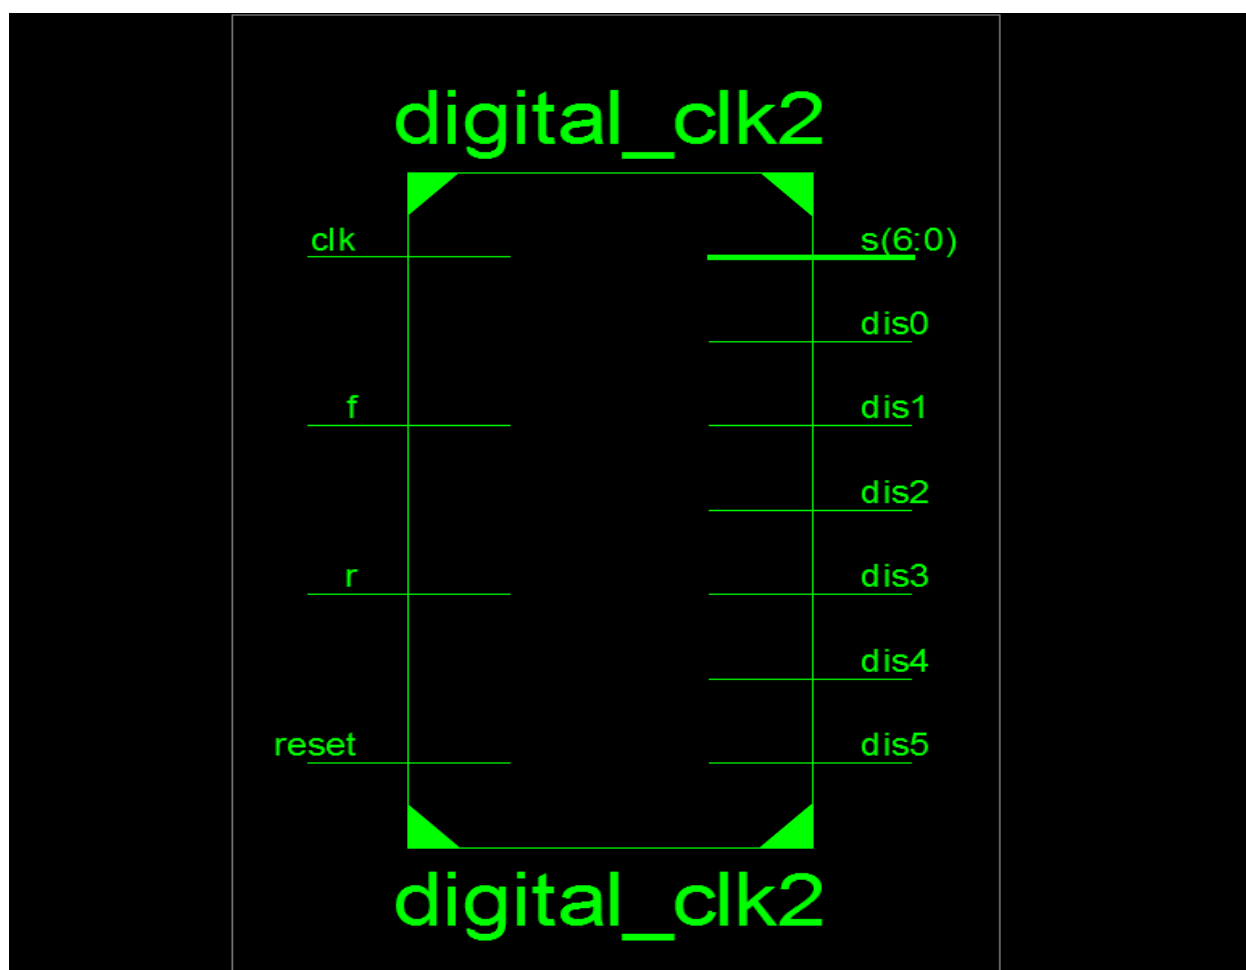 digital_clk2
clk
s(6:0)
dis0
f
dis1
dis2
r
dis3
dis4
reset
dis5
digital_clk2